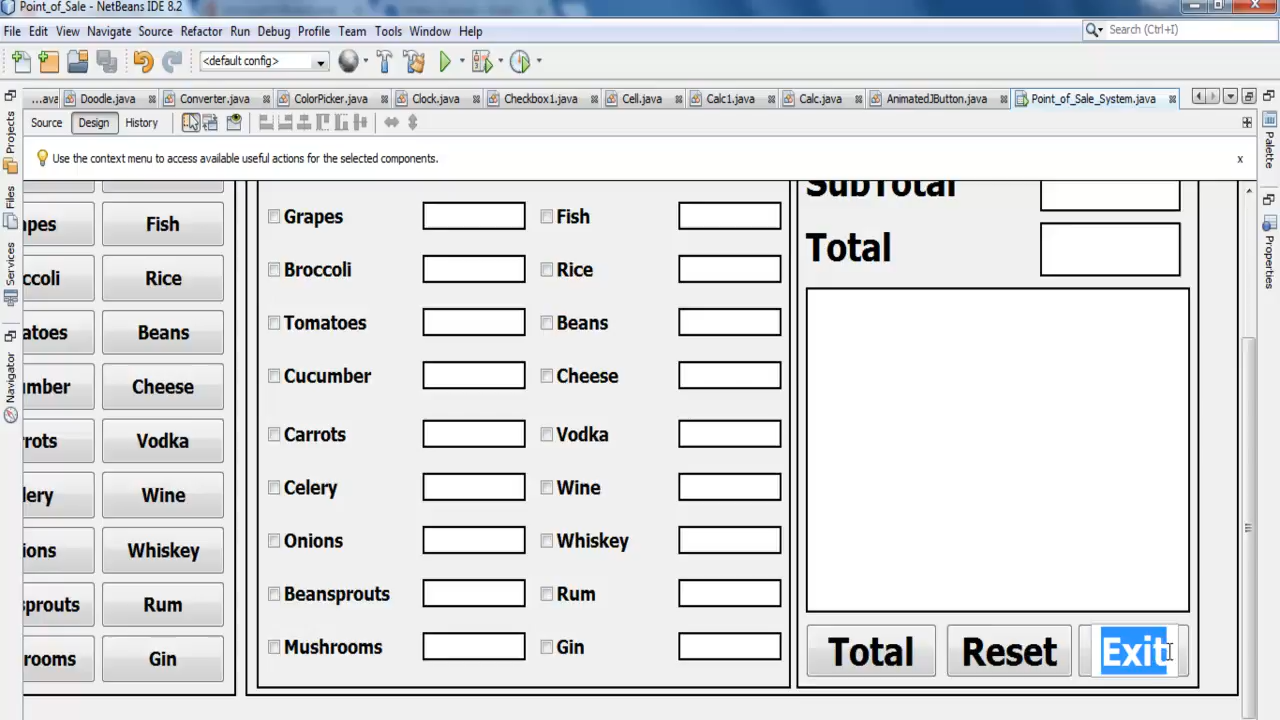 Point_of_Sale - NetBeans IDE 8.2
File Edit View Navigate Source Refactor Run Debug Profile Team Tools Window Help
Search (Ctrl+I)
<default config>
...ava Doodle.java Converter.java ColorPicker.java Clock.java Checkbox1.java Cell.java Calc1.java Calc.java AnimatedJButton.java Point_of_Sale_System.java
Source Design History
Use the context menu to access available useful actions for the selected components. x
Projects
Files
Services
Navigator
Palette
Properties
apes Fish
ccoli Rice
atoes Beans
umber Cheese
rots Vodka
lery Wine
ions Whiskey
sprouts Rum
rooms Gin
Grapes Fish
Broccoli Rice
Tomatoes Beans
Cucumber Cheese
Carrots Vodka
Celery Wine
Onions Whiskey
Beansprouts Rum
Mushrooms Gin
SubTotal
Total
Total Reset Exit